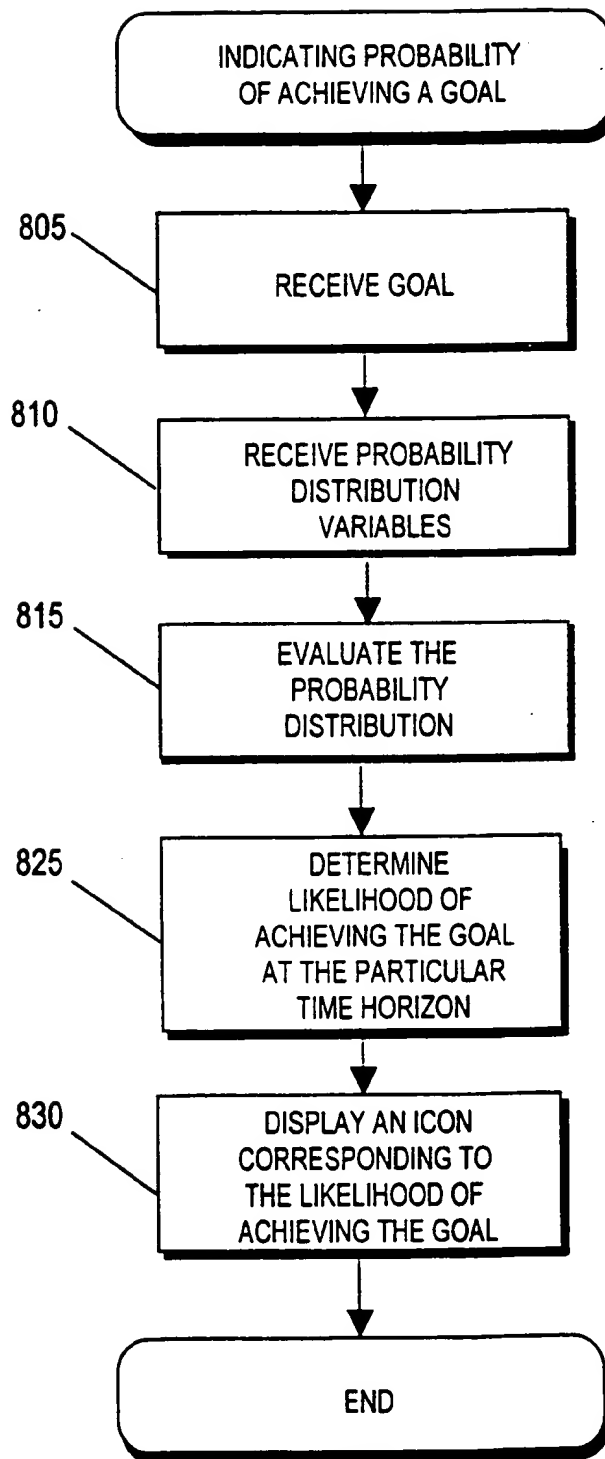 INDICATING PROBABILITY
OF ACHIEVING A GOAL
805
RECEIVE GOAL
810
RECEIVE PROBABILITY
DISTRIBUTION
VARIABLES
815
EVALUATE THE
PROBABILITY
DISTRIBUTION
825
DETERMINE
LIKELIHOOD OF
ACHIEVING THE GOAL
AT THE PARTICULAR
TIME HORIZON
830
DISPLAY AN ICON
CORRESPONDING TO
THE LIKELIHOOD OF
ACHIEVING THE GOAL
END